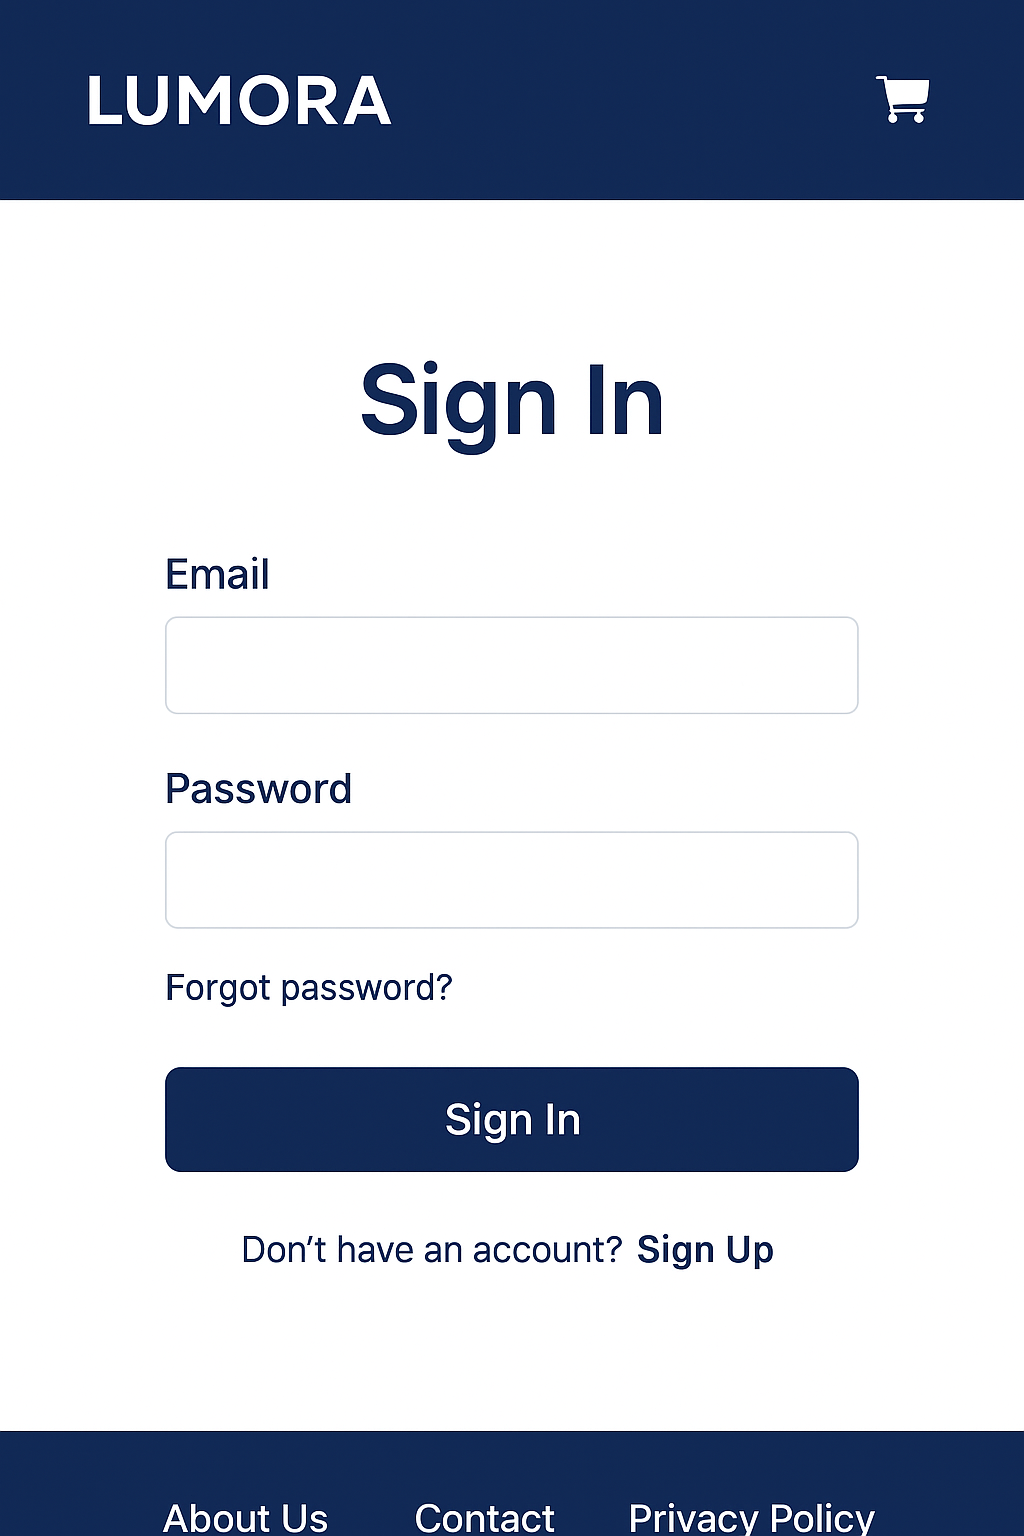 LUMORA
Sign In
Email
Password
Forgot password?
Sign In
Don’t have an account? Sign Up
About Us Contact Privacy Policy